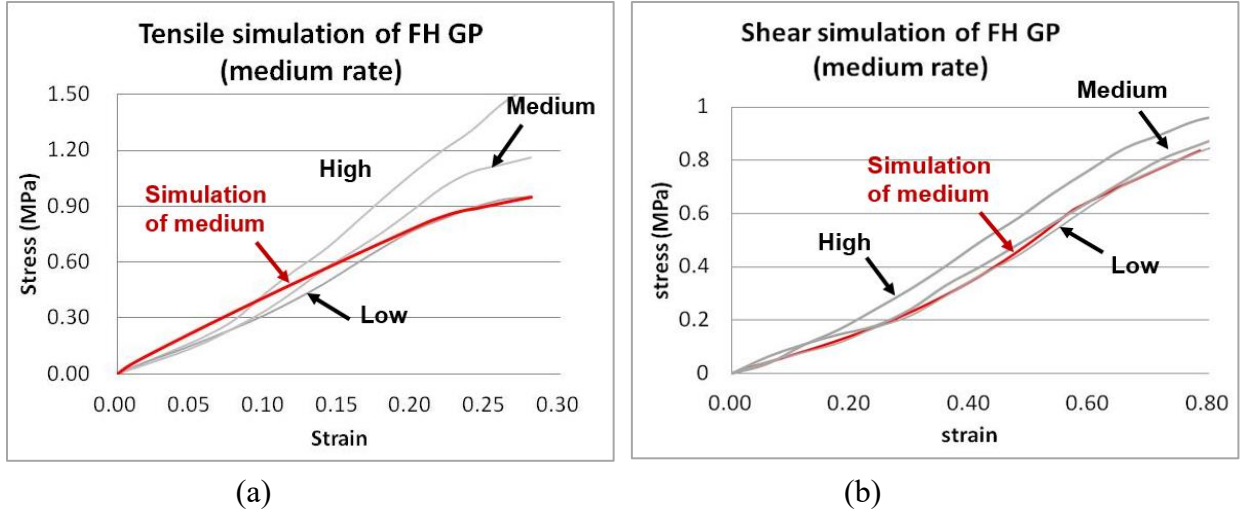 Tensile simulation of FH GP
(medium rate)
Stress (MPa)
1.50
1.20
0.90
0.60
0.30
0.00
Medium
High
Simulation
of medium
Low
0.00 0.05 0.10 0.15 0.20 0.25 0.30
Strain
(a)
Shear simulation of FH GP
(medium rate)
stress (MPa)
1
0.8
0.6
0.4
0.2
0
Medium
Simulation
of medium
High
Low
0.00 0.20 0.40 0.60 0.80
strain
(b)